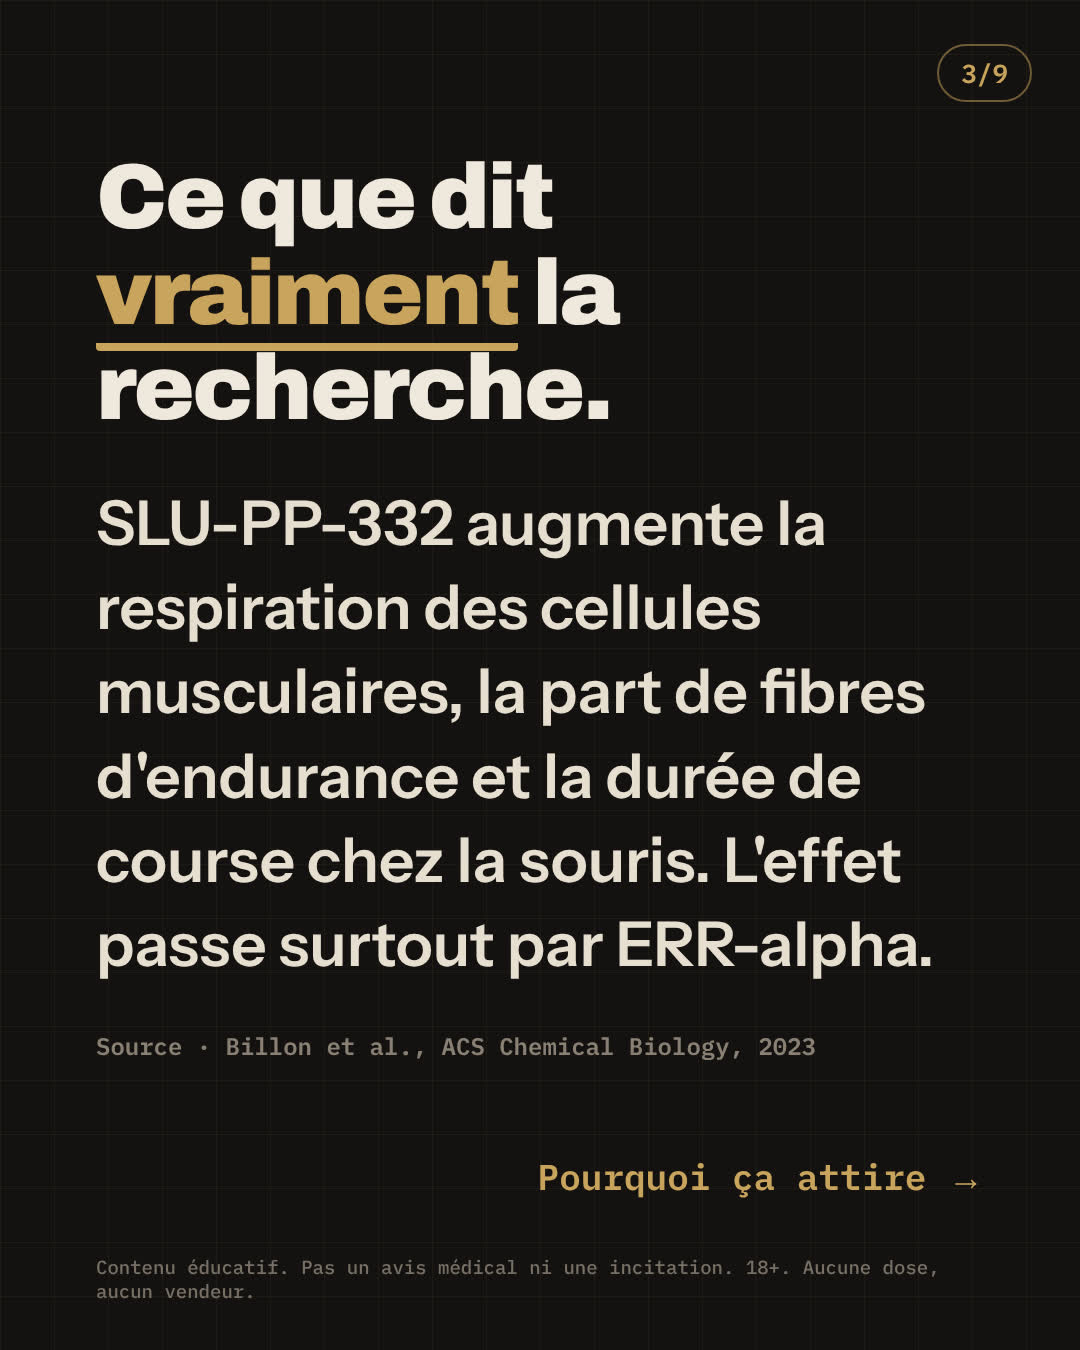 3/9
Ce que dit
vraiment la
recherche.
SLU-PP-332 augmente la
respiration des cellules
musculaires, la part de fibres
d'endurance et la durée de
course chez la souris. L'effet
passe surtout par ERR-alpha.
Source · Billon et al., ACS Chemical Biology, 2023
Pourquoi ça attire →
Contenu éducatif. Pas un avis médical ni une incitation. 18+. Aucune dose,
aucun vendeur.